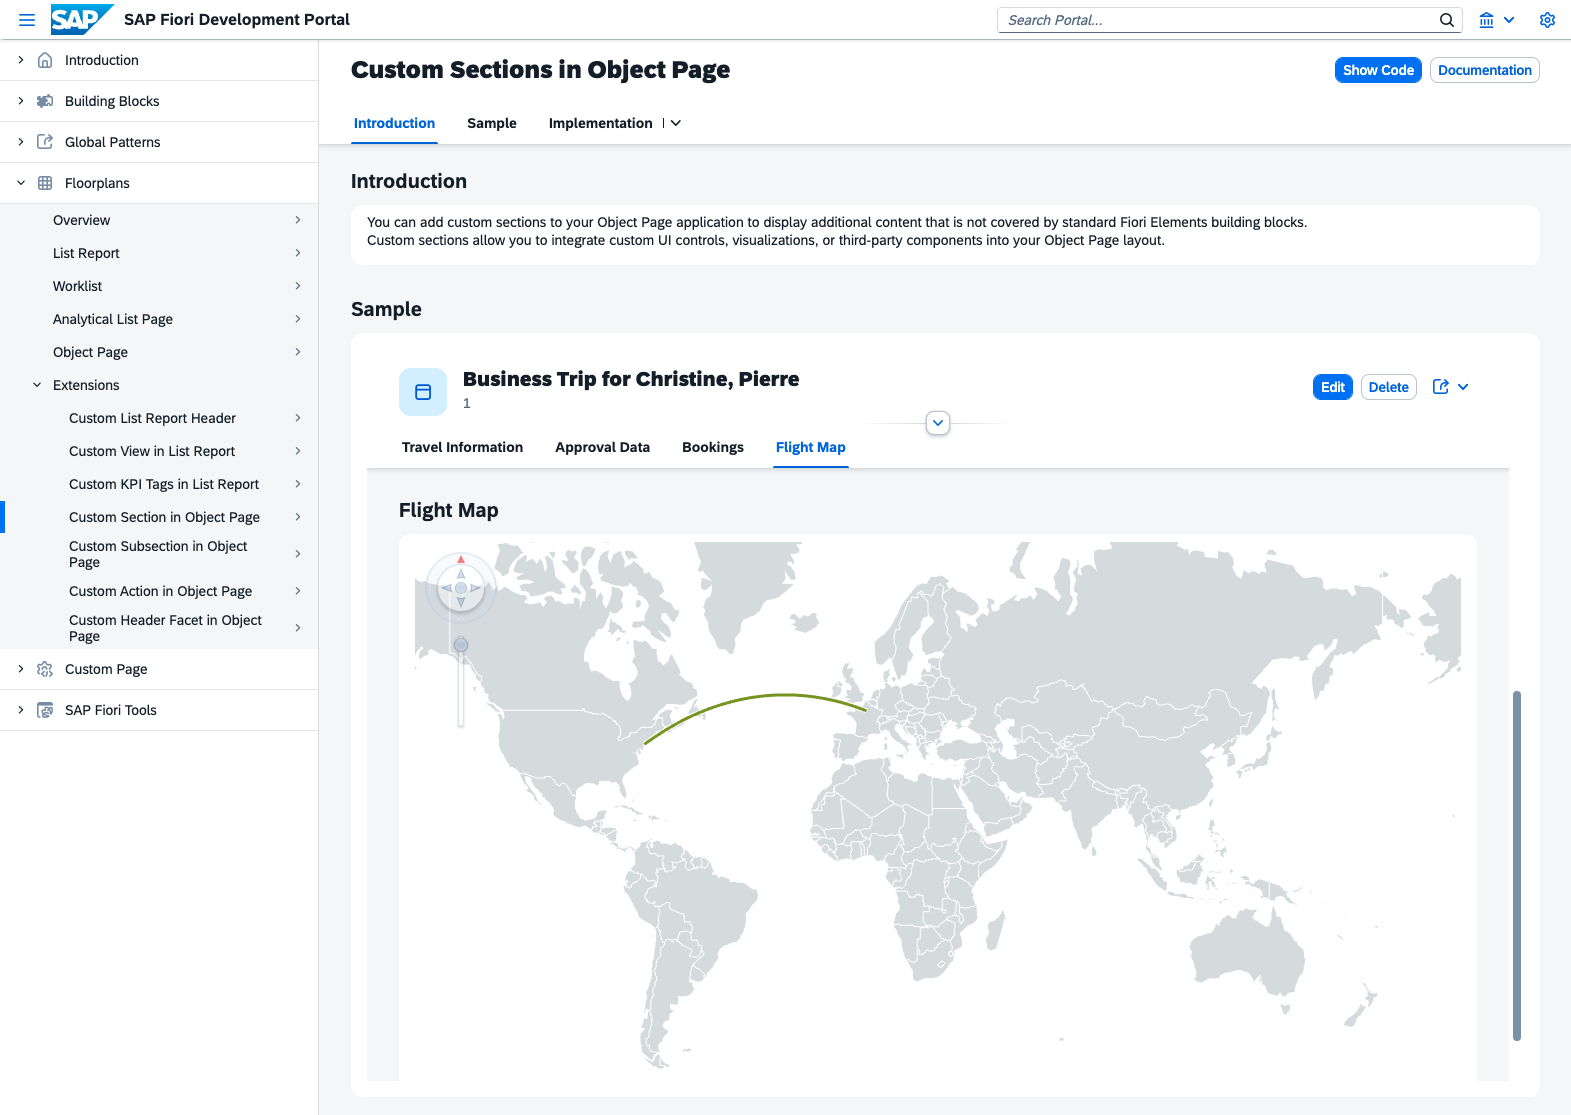 SAP
SAP Fiori Development Portal
Search Portal...
Introduction
Building Blocks
Global Patterns
Floorplans
Overview
List Report
Worklist
Analytical List Page
Object Page
Extensions
Custom List Report Header
Custom View in List Report
Custom KPI Tags in List Report
Custom Section in Object Page
Custom Subsection in Object
Page
Custom Action in Object Page
Custom Header Facet in Object
Page
Custom Page
SAP Fiori Tools
Custom Sections in Object Page
Show Code
Documentation
Introduction
Sample
Implementation
Introduction
You can add custom sections to your Object Page application to display additional content that is not covered by standard Fiori Elements building blocks.
Custom sections allow you to integrate custom UI controls, visualizations, or third-party components into your Object Page layout.
Sample
Business Trip for Christine, Pierre
1
Edit
Delete
Travel Information
Approval Data
Bookings
Flight Map
Flight Map